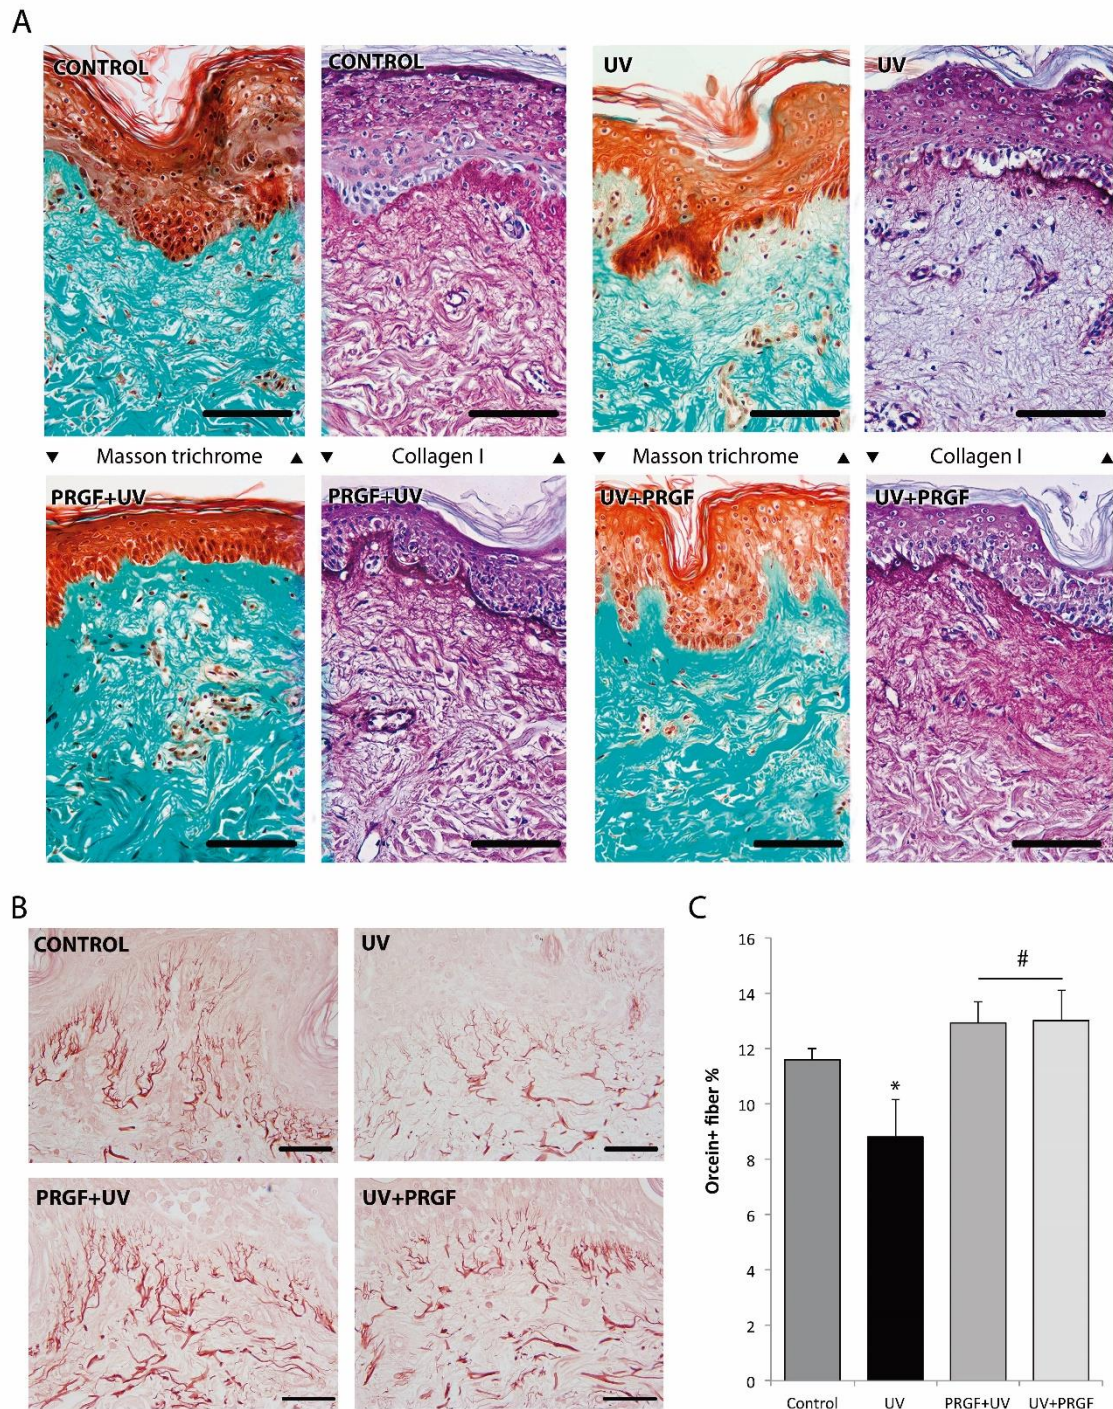 A
CONTROL
CONTROL
UV
UV
▼ Masson trichrome ▲
▼ Collagen I ▲
▼ Masson trichrome ▲
▼ Collagen I ▲
PRGF+UV
PRGF+UV
UV+PRGF
UV+PRGF
B
CONTROL
UV
PRGF+UV
UV+PRGF
C
Orcein+ fiber %
16
14
12
10
8
6
4
2
0
#
*
Control UV PRGF+UV UV+PRGF